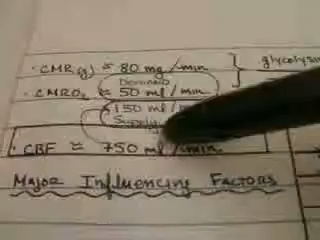 · CMR(g) ≈ 80 mg/min } glycolysis
Demand
· CMRO₂ ≈ 50 ml/min
150 ml/m
Supply
· CBF ≈ 750 ml/min
Major Influencing Factors